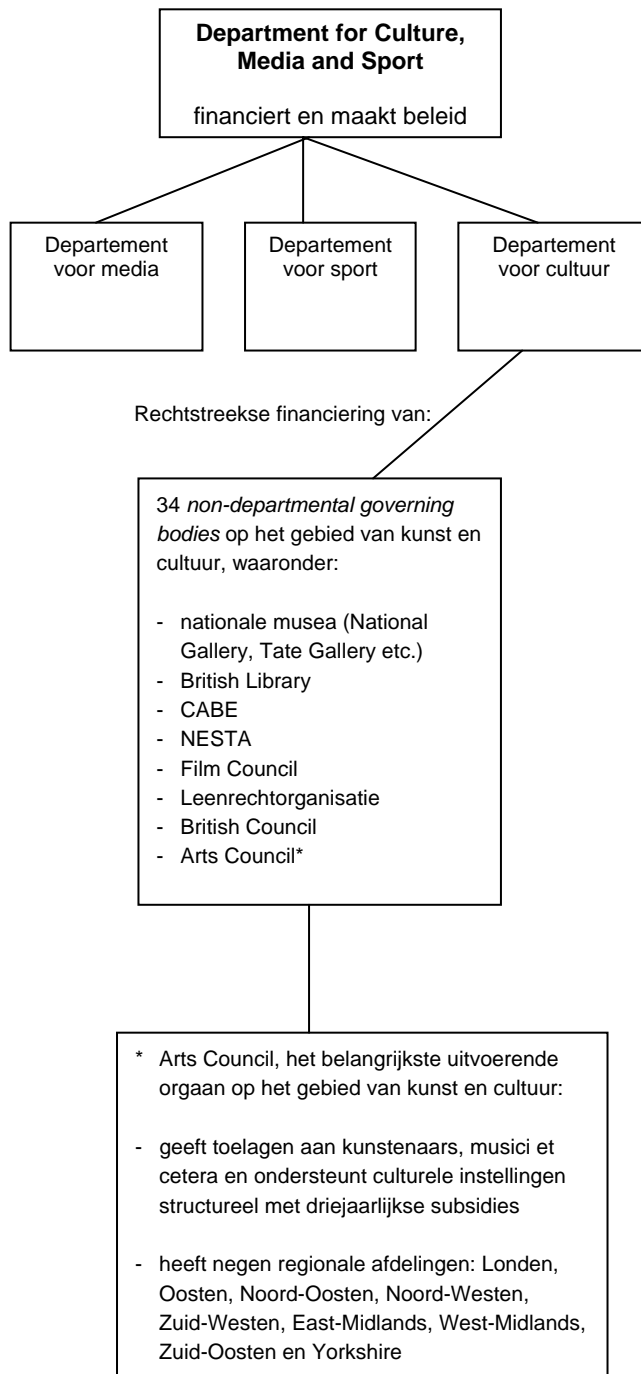 Department for Culture,
Media and Sport
financiert en maakt beleid
Departement
voor media
Departement
voor sport
Departement
voor cultuur
Rechtstreekse financiering van:
34 non-departmental governing
bodies op het gebied van kunst en
cultuur, waaronder:
- nationale musea (National
Gallery, Tate Gallery etc.)
- British Library
- CABE
- NESTA
- Film Council
- Leenrechtorganisatie
- British Council
- Arts Council*
* Arts Council, het belangrijkste uitvoerende
orgaan op het gebied van kunst en cultuur:
- geeft toelagen aan kunstenaars, musici et
cetera en ondersteunt culturele instellingen
structureel met driejaarlijkse subsidies
- heeft negen regionale afdelingen: Londen,
Oosten, Noord-Oosten, Noord-Westen,
Zuid-Westen, East-Midlands, West-Midlands,
Zuid-Oosten en Yorkshire